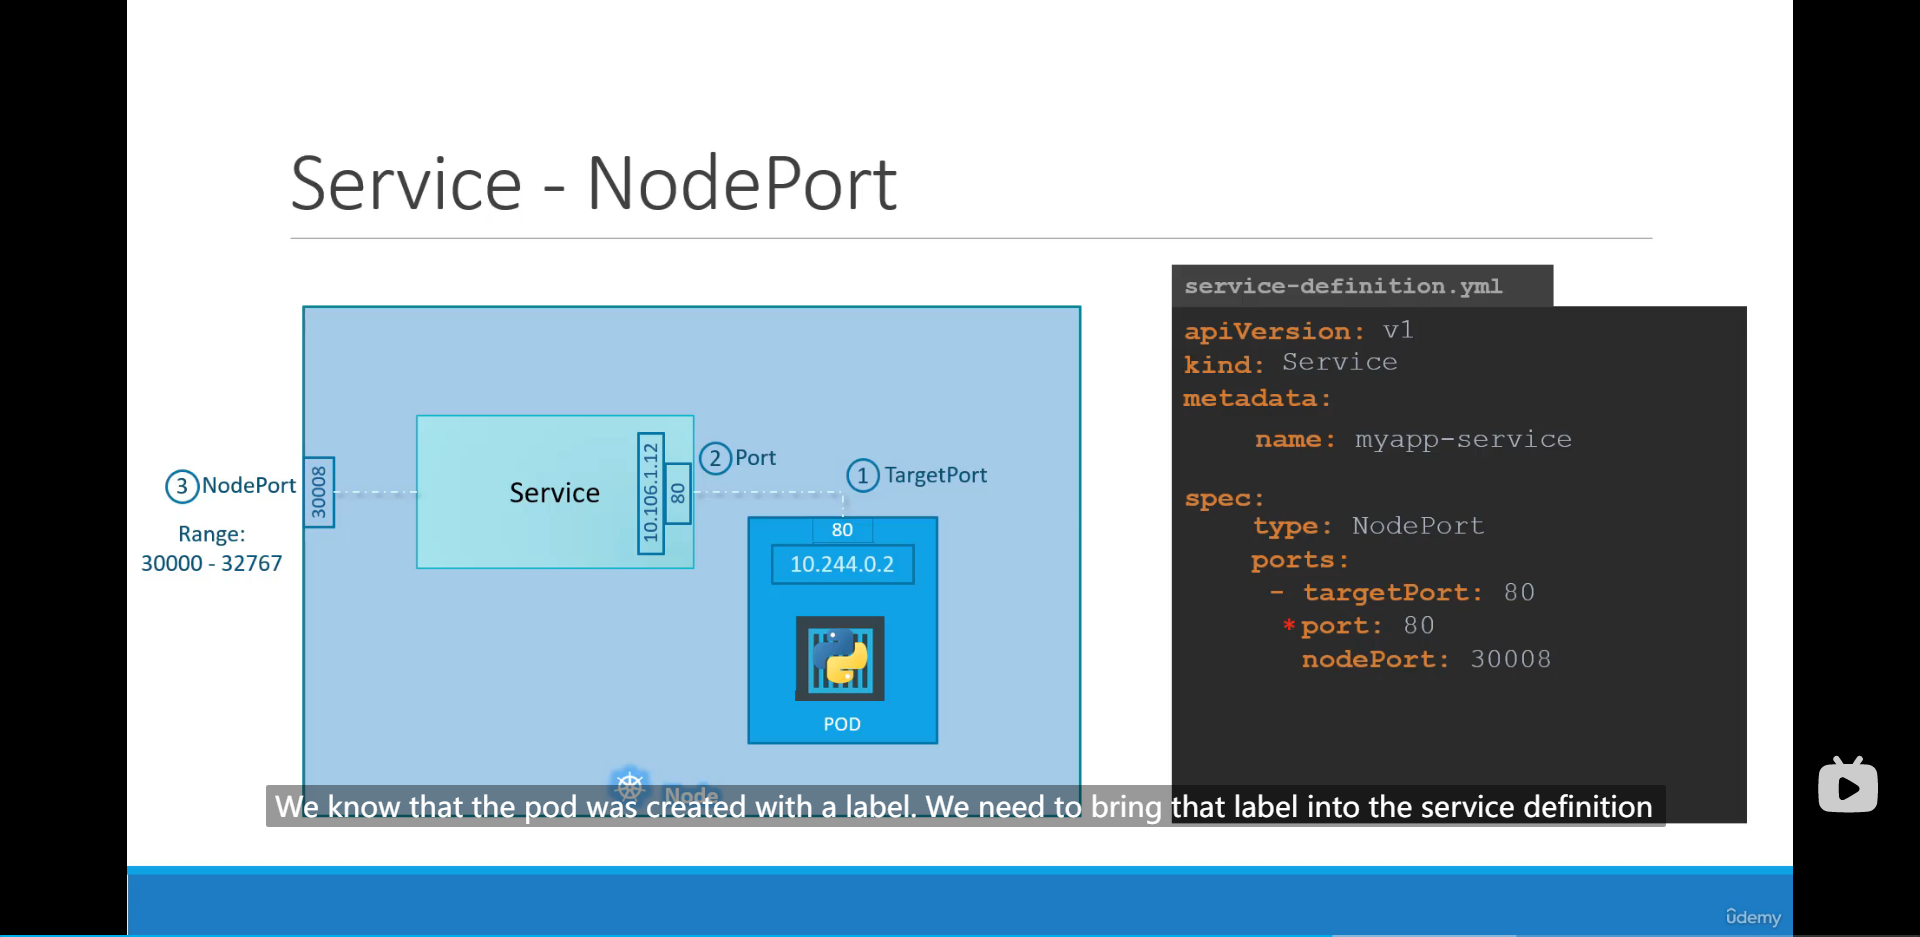 Service - NodePort
service-definition.yml
apiVersion: v1
kind: Service
metadata:
name: myapp-service
spec:
type: NodePort
ports:
- targetPort: 80
*port: 80
nodePort: 30008
3 NodePort
Range:
30000 - 32767
30008
Service
10.106.1.12
80
2 Port
1 TargetPort
80
10.244.0.2
POD
Node
We know that the pod was created with a label. We need to bring that label into the service definition
ûdemy